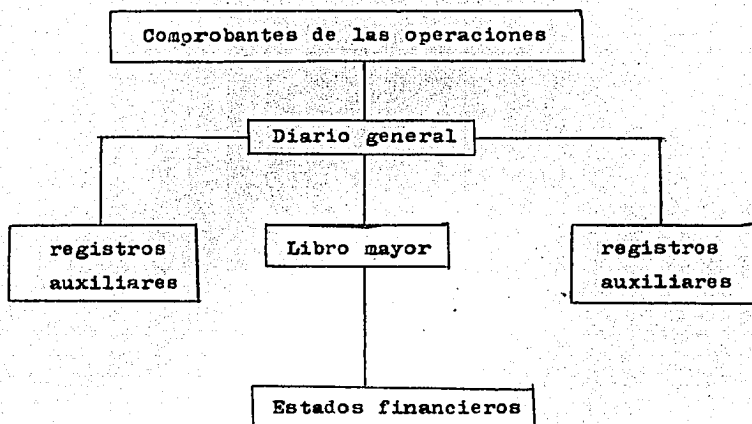 Comprobantes de las operaciones
Diario general
registros
auxiliares
Libro mayor
registros
auxiliares
Estados financieros